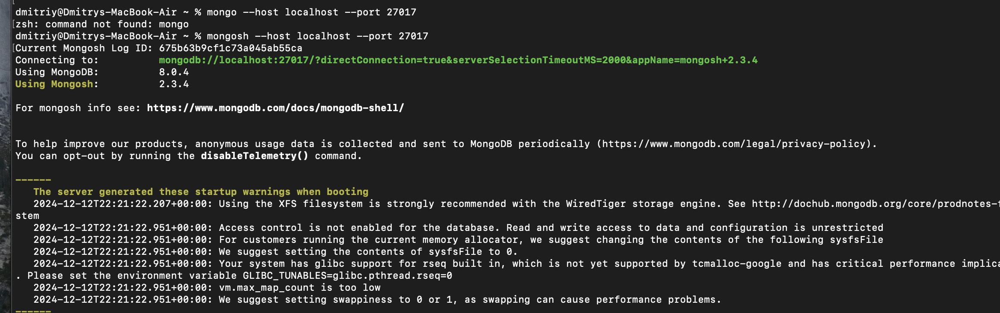 dmitriy@Dmitrys-MacBook-Air ~ % mongo --host localhost --port 27017
zsh: command not found: mongo
dmitriy@Dmitrys-MacBook-Air ~ % mongosh --host localhost --port 27017
Current Mongosh Log ID: 675b63b9cf1c73a045ab55ca
Connecting to: mongodb://localhost:27017/?directConnection=true&serverSelectionTimeoutMS=2000&appName=mongosh+2.3.4
Using MongoDB: 8.0.4
Using Mongosh: 2.3.4
For mongosh info see: https://www.mongodb.com/docs/mongodb-shell/
To help improve our products, anonymous usage data is collected and sent to MongoDB periodically (https://www.mongodb.com/legal/privacy-policy).
You can opt-out by running the disableTelemetry() command.
------
The server generated these startup warnings when booting
2024-12-12T22:21:22.207+00:00: Using the XFS filesystem is strongly recommended with the WiredTiger storage engine. See http://dochub.mongodb.org/core/prodnotes-f
stem
2024-12-12T22:21:22.951+00:00: Access control is not enabled for the database. Read and write access to data and configuration is unrestricted
2024-12-12T22:21:22.951+00:00: For customers running the current memory allocator, we suggest changing the contents of the following sysfsFile
2024-12-12T22:21:22.951+00:00: We suggest setting the contents of sysfsFile to 0.
2024-12-12T22:21:22.951+00:00: Your system has glibc support for rseq built in, which is not yet supported by tcmalloc-google and has critical performance implica
. Please set the environment variable GLIBC_TUNABLES=glibc.pthread.rseq=0
2024-12-12T22:21:22.951+00:00: vm.max_map_count is too low
2024-12-12T22:21:22.951+00:00: We suggest setting swappiness to 0 or 1, as swapping can cause performance problems.
------